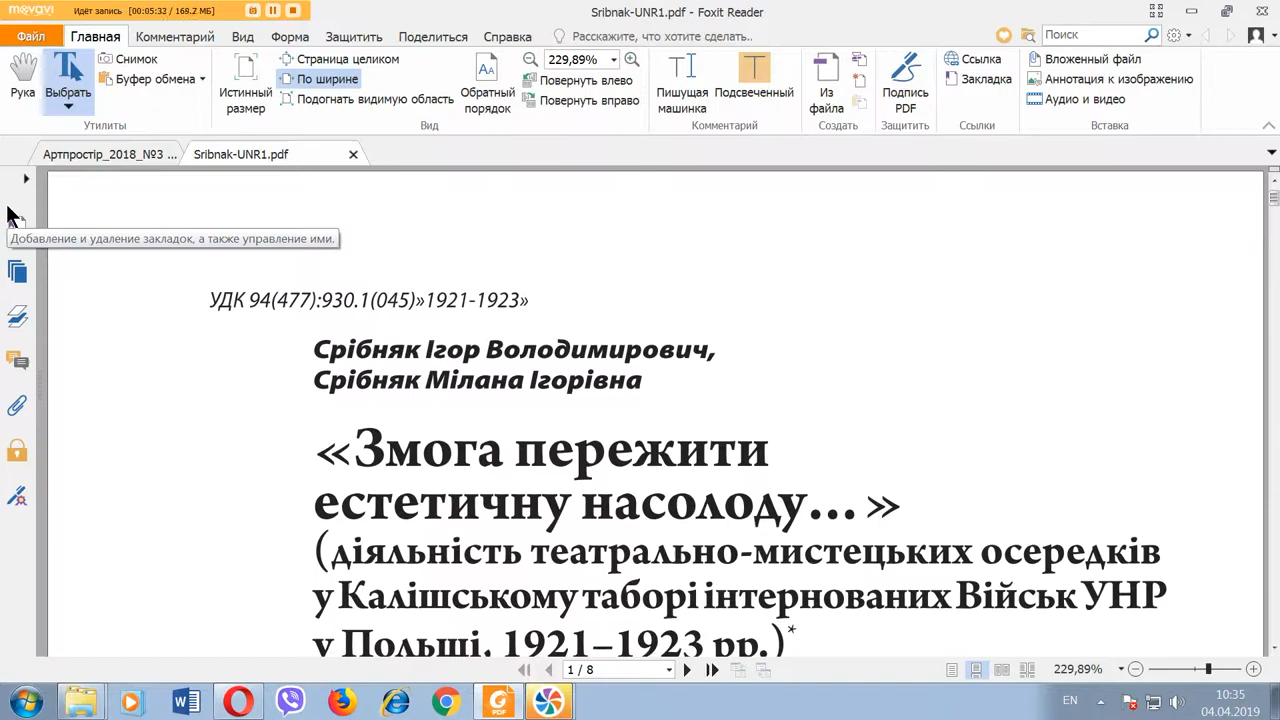 movavi Идёт запись (00:05:33 / 169.2 МБ)
Sribnak-UNR1.pdf - Foxit Reader
Файл Главная Комментарий Вид Форма Защитить Поделиться Справка Расскажите, что хотите сделать.. Поиск
Рука
Выбрать
Снимок
Буфер обмена
Утилиты
Истинный размер
Страница целиком
По ширине
Подогнать видимую область
Обратный порядок
229,89%
Повернуть влево
Повернуть вправо
Вид
Пишущая машинка
Подсвеченный
Комментарий
Из файла
Создать
Подпись PDF
Защитить
Ссылка
Закладка
Ссылки
Вложенный файл
Аннотация к изображению
Аудио и видео
Вставка
Артпростір_2018_№3 ... Sribnak-UNR1.pdf
Добавление и удаление закладок, а также управление ими.
УДК 94(477):930.1(045)»1921-1923»
Срібняк Ігор Володимирович,
Срібняк Мілана Ігорівна
«Змога пережити
естетичну насолоду... »
(діяльність театрально-мистецьких осередків
у Калішському таборі інтернованих Військ УНР
у Польщі, 1921–1923 рр.)*
1 / 8
229,89%
EN
10:35
04.04.2019